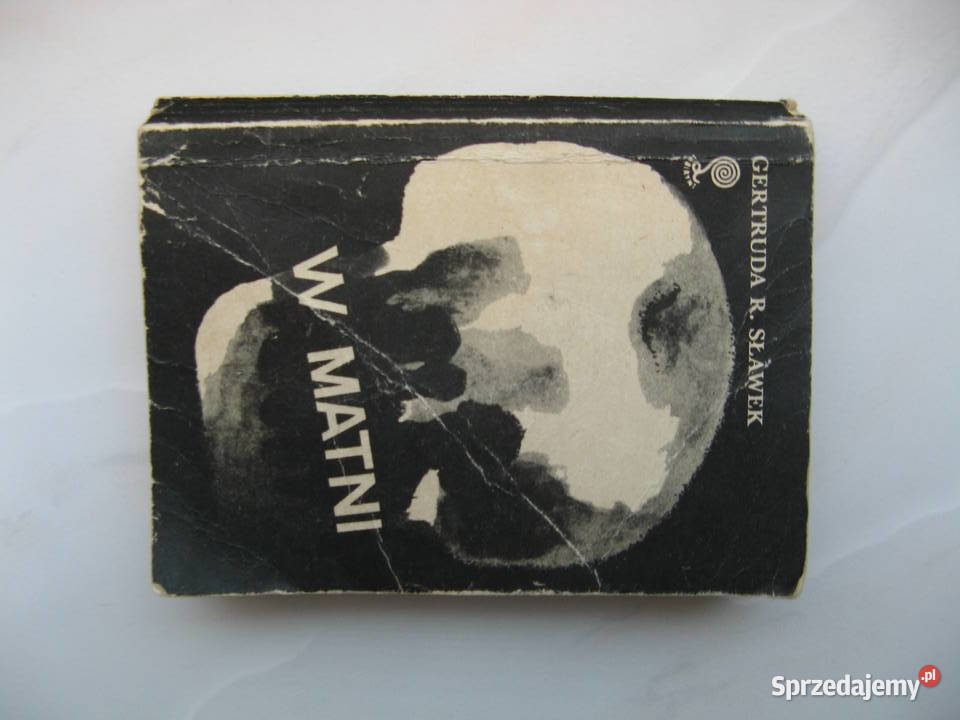 GERTRUDA R. SŁAWEK
W MATNI
Sprzedajemy.pl